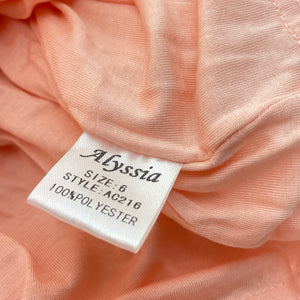 Alyssia
SIZE: 6
STYLE: AC216
100%POLYESTER